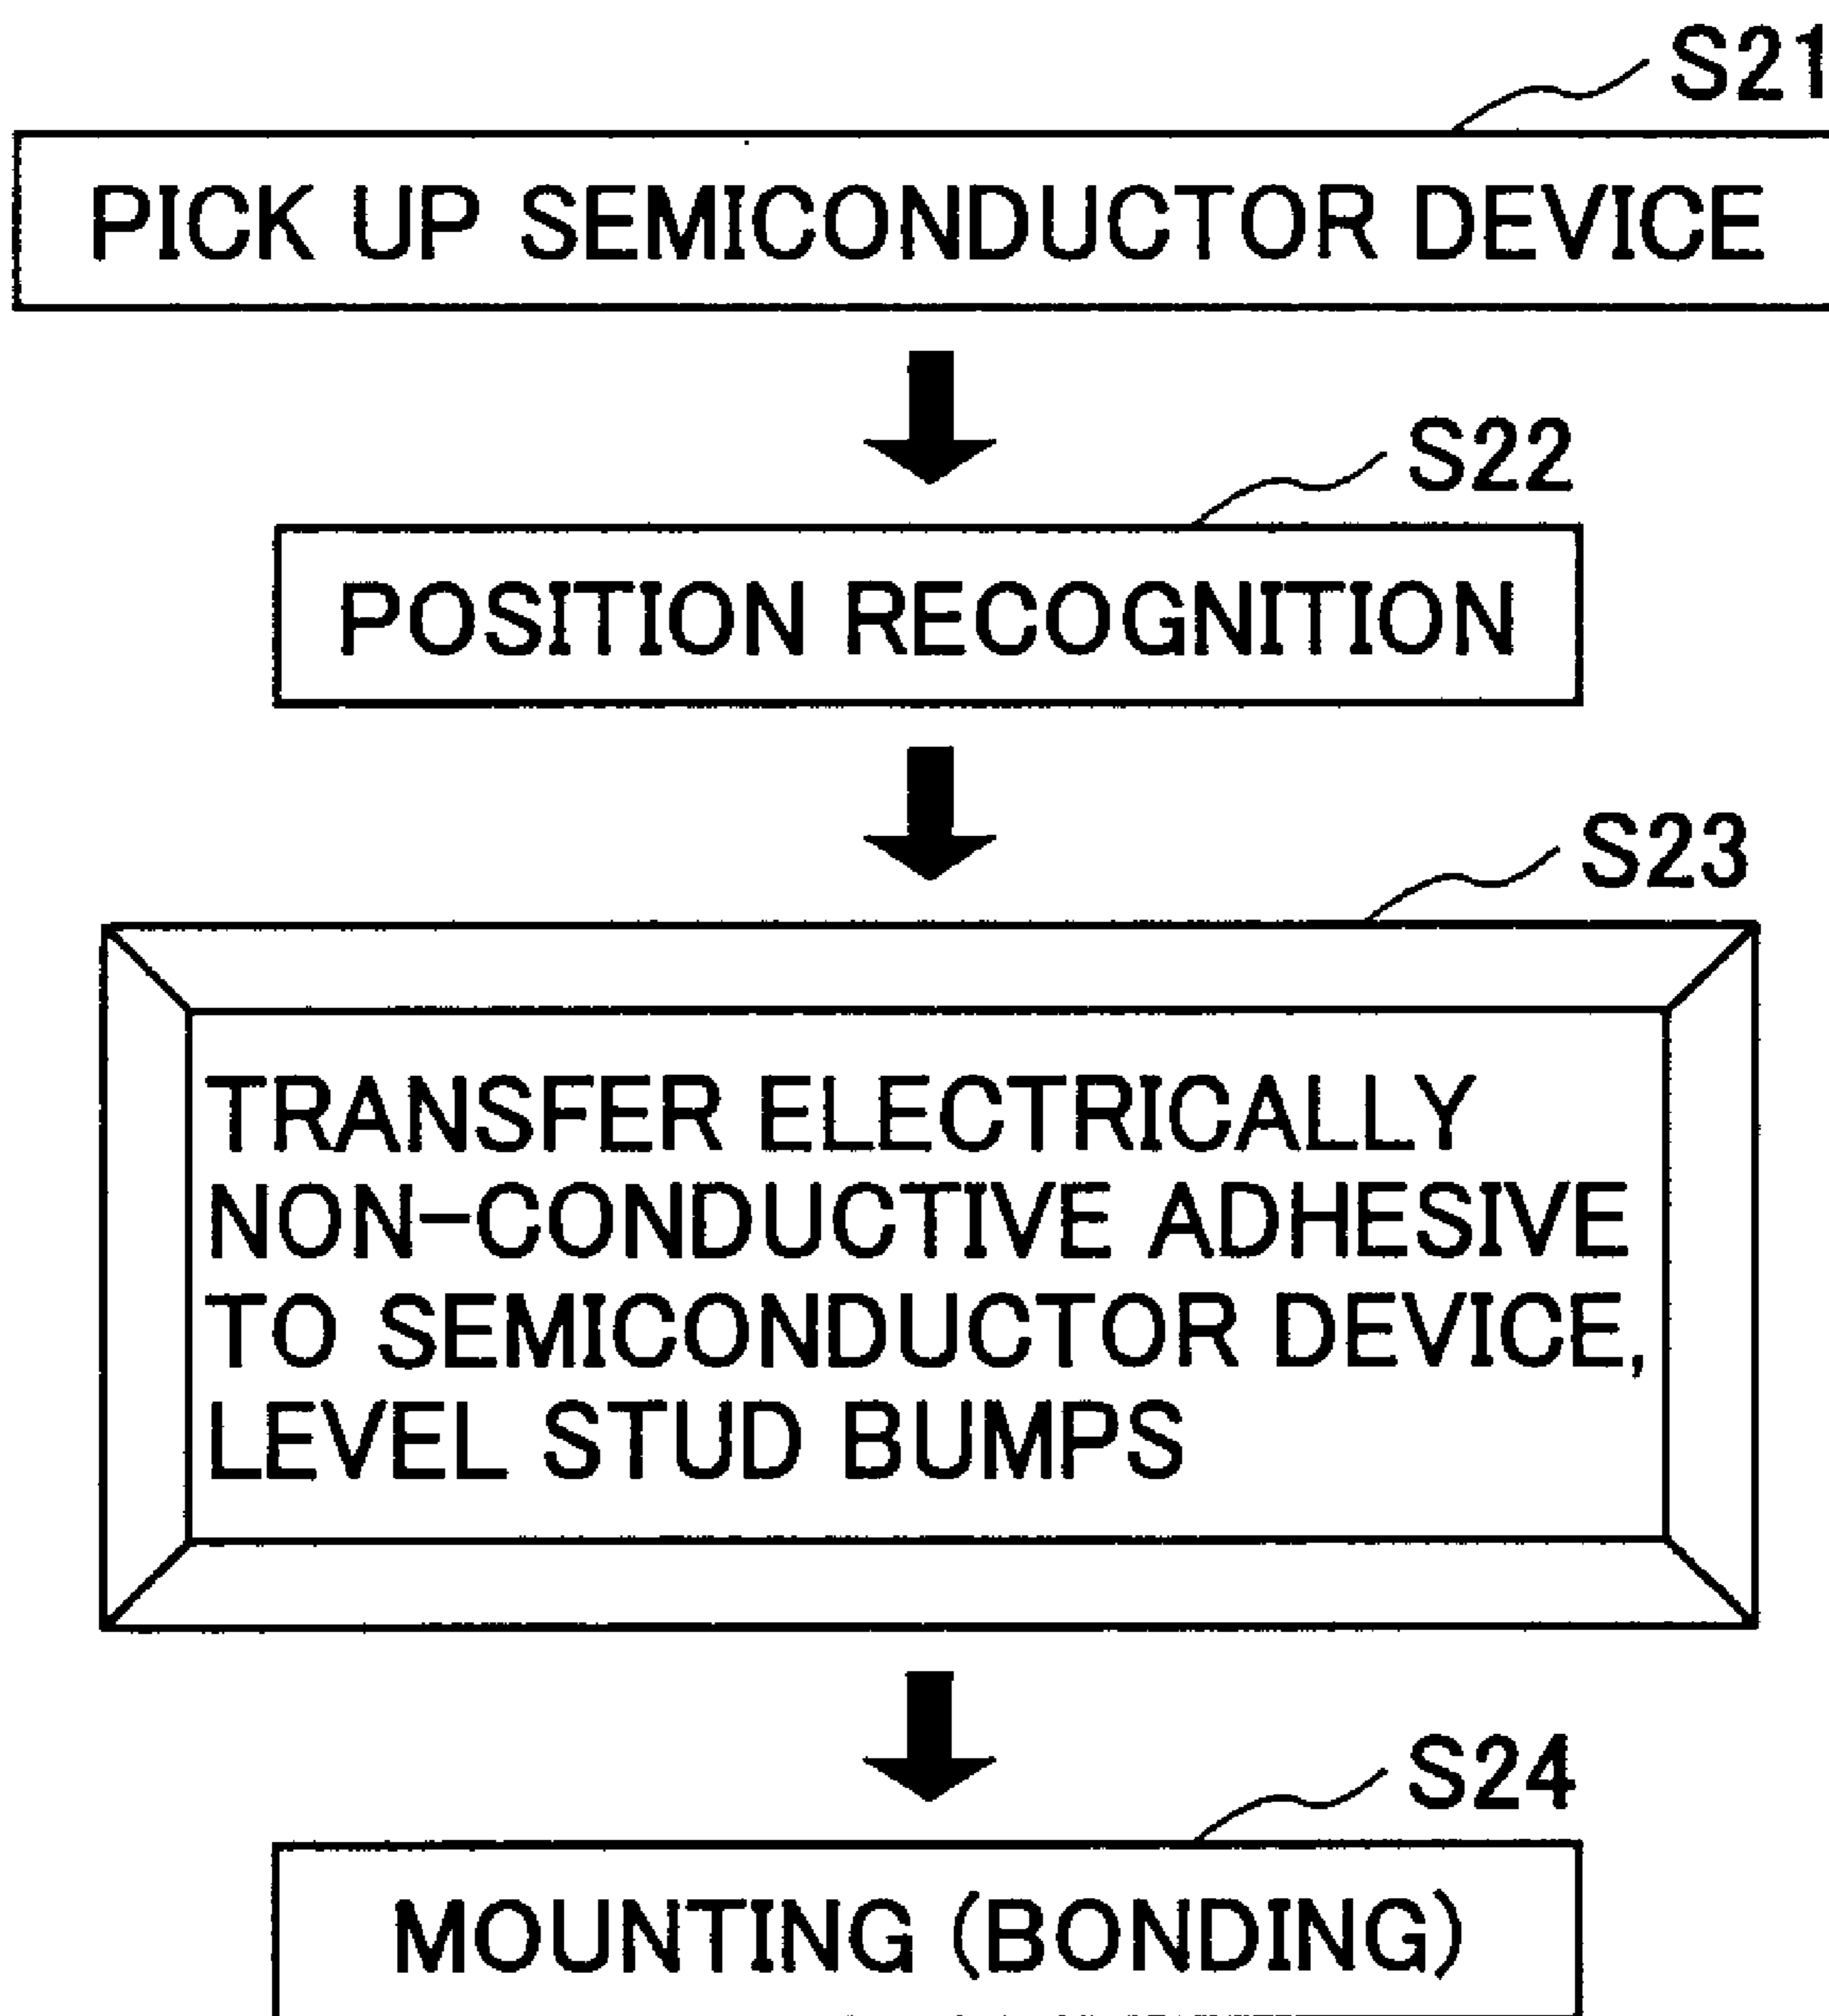 S21
PICK UP SEMICONDUCTOR DEVICE
S22
POSITION RECOGNITION
S23
TRANSFER ELECTRICALLY
NON-CONDUCTIVE ADHESIVE
TO SEMICONDUCTOR DEVICE,
LEVEL STUD BUMPS
S24
MOUNTING (BONDING)